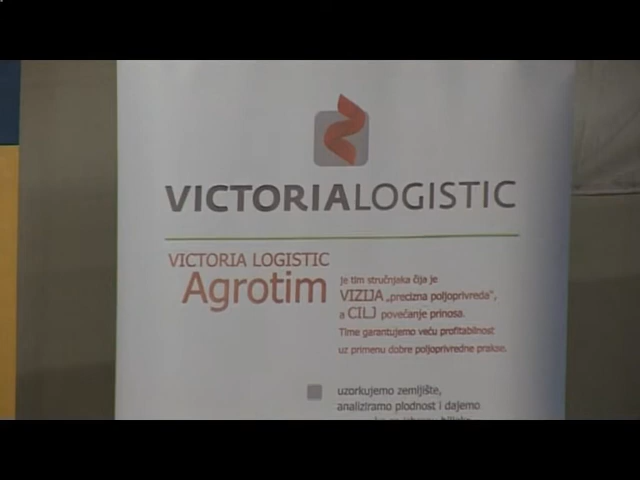 VICTORIALOGISTIC
VICTORIA LOGISTIC
Agrotim
je tim stručnjaka čija je
VIZIJA „precizna poljoprivreda“,
a CILJ povećanje prinosa.
Time garantujemo veću profitabilnost
uz primenu dobre poljoprivredne prakse.
uzorkujemo zemljište,
analiziramo plodnost i dajemo